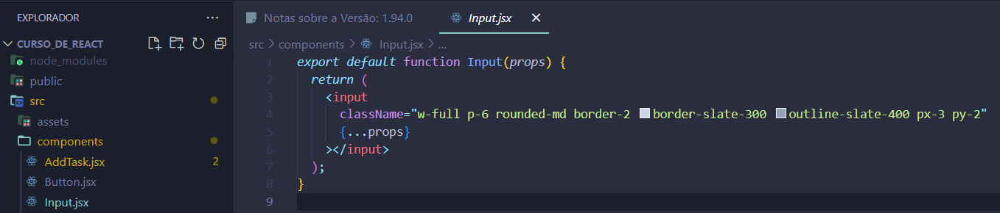 EXPLORADOR ...
CURSO_DE_REACT
node_modules
public
src
assets
components
AddTask.jsx 2
Button.jsx
Input.jsx
Notas sobre a Versão: 1.94.0
Input.jsx ×
src > components > Input.jsx > ...
1 export default function Input(props) {
2 return (
3 <input
4 className="w-full p-6 rounded-md border-2 border-slate-300 outline-slate-400 px-3 py-2"
5 {...props}
6 ></input>
7 );
8 }
9